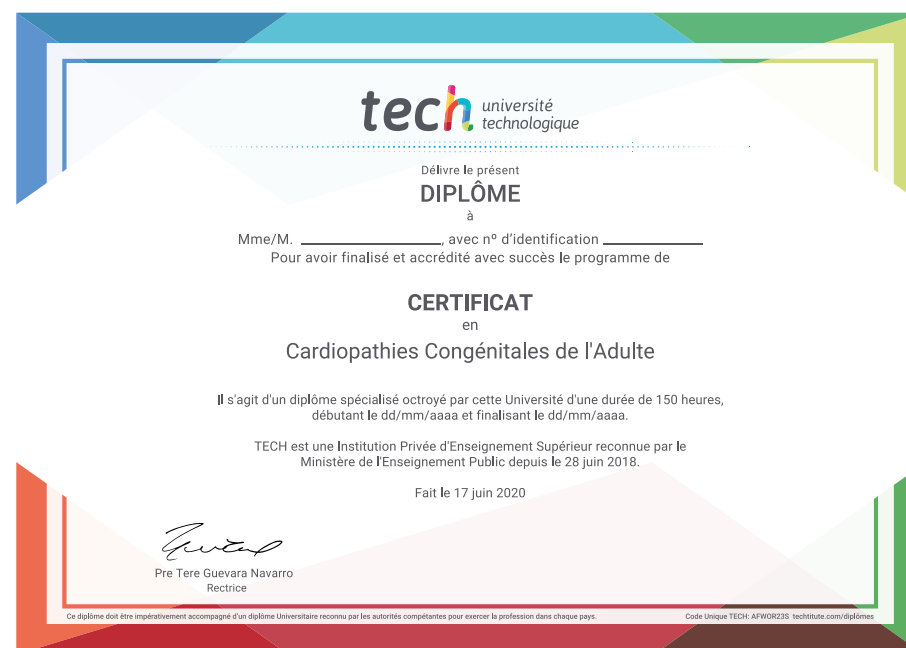 tech université
technologique
Délivre le présent
DIPLÔME
à
Mme/M. ____________________, avec nº d'identification ______________
Pour avoir finalisé et accrédité avec succès le programme de
CERTIFICAT
en
Cardiopathies Congénitales de l'Adulte
Il s'agit d'un diplôme spécialisé octroyé par cette Université d'une durée de 150 heures,
débutant le dd/mm/aaaa et finalisant le dd/mm/aaaa.
TECH est une Institution Privée d'Enseignement Supérieur reconnue par le
Ministère de l'Enseignement Public depuis le 28 juin 2018.
Fait le 17 juin 2020
Pre Tere Guevara Navarro
Rectrice
Ce diplôme doit être impérativement accompagné d'un diplôme Universitaire reconnu par les autorités compétantes pour exercer la profession dans chaque pays.
Code Unique TECH: AFWOR23S techtitute.com/diplômes